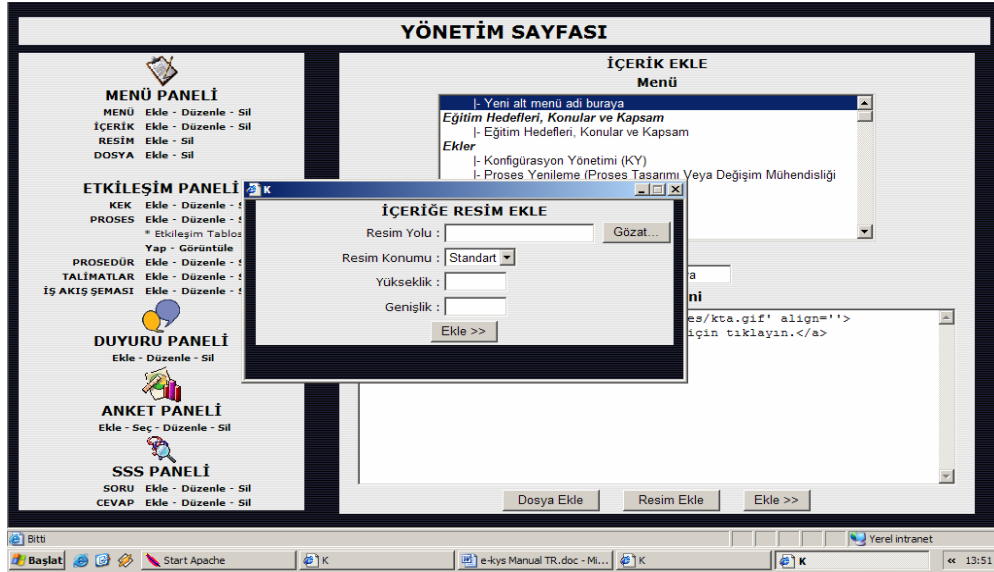 YÖNETİM SAYFASI
MENÜ PANELİ
MENÜ Ekle - Düzenle - Sil
İÇERİK Ekle - Düzenle - Sil
RESİM Ekle - Sil
DOSYA Ekle - Sil
ETKİLEŞİM PANELİ
KEK Ekle - Düzenle -
PROSES Ekle - Düzenle -
* Etkileşim Tablos
Yap - Görüntüle
PROSEDÜR Ekle - Düzenle -
TALİMATLAR Ekle - Düzenle -
İŞ AKIŞ ŞEMASI Ekle - Düzenle -
DUYURU PANELİ
Ekle - Düzenle - Sil
ANKET PANELİ
Ekle - Seç - Düzenle - Sil
SSS PANELİ
SORU Ekle - Düzenle - Sil
CEVAP Ekle - Düzenle - Sil
İÇERİK EKLE
Menü
|- Yeni alt menü adi buraya
Eğitim Hedefleri, Konular ve Kapsam
|- Eğitim Hedefleri, Konular ve Kapsam
Ekler
|- Konfigürasyon Yönetimi (KY)
|- Proses Yenileme (Proses Tasarımı Veya Değişim Mühendisliği
K
İÇERİĞE RESİM EKLE
Resim Yolu :
Gözat...
Resim Konumu : Standart
Yükseklik :
Genişlik :
Ekle >>
ra
ni
es/kta.gif' align=''>
için tıklayın.</a>
Dosya Ekle
Resim Ekle
Ekle >>
Bitti
Yerel intranet
Başlat
Start Apache
K
e-kys Manual TR.doc - Mi...
K
K
« 13:51